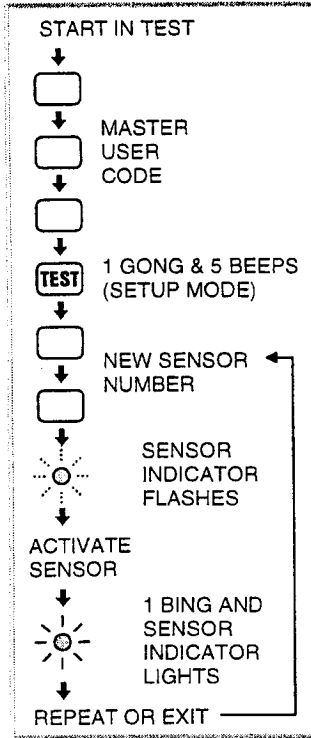 START IN TEST
MASTER
USER
CODE
TEST
1 GONG & 5 BEEPS
(SETUP MODE)
NEW SENSOR
NUMBER
SENSOR
INDICATOR
FLASHES
ACTIVATE
SENSOR
1 BING AND
SENSOR
INDICATOR
LIGHTS
REPEAT OR EXIT